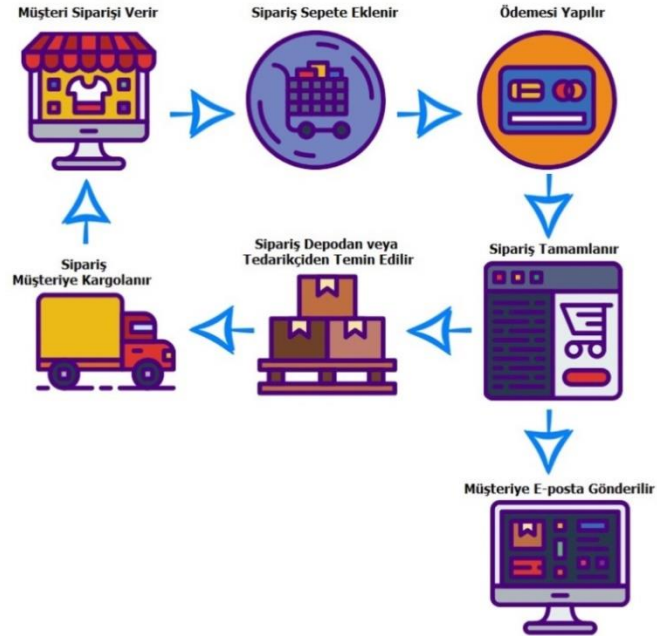 Müşteri Siparişi Verir
Sipariş Sepete Eklenir
Ödemesi Yapılır
Sipariş Tamamlanır
Sipariş Depodan veya
Tedarikçiden Temin Edilir
Sipariş
Müşteriye Kargolanır
Müşteriye E-posta Gönderilir